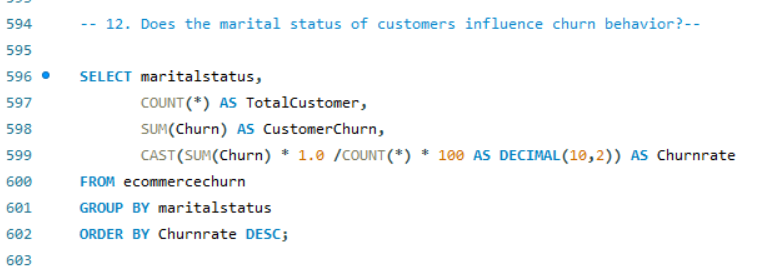 594 -- 12. Does the marital status of customers influence churn behavior?--
595
596 SELECT maritalstatus,
597 COUNT(*) AS TotalCustomer,
598 SUM(Churn) AS CustomerChurn,
599 CAST(SUM(Churn) * 1.0 /COUNT(*) * 100 AS DECIMAL(10,2)) AS Churnrate
600 FROM ecommercechurn
601 GROUP BY maritalstatus
602 ORDER BY Churnrate DESC;
603